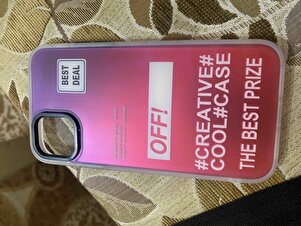 BEST
DEAL
OFF!
#CREATIVE#
COOL#CASE
THE BEST PRIZE